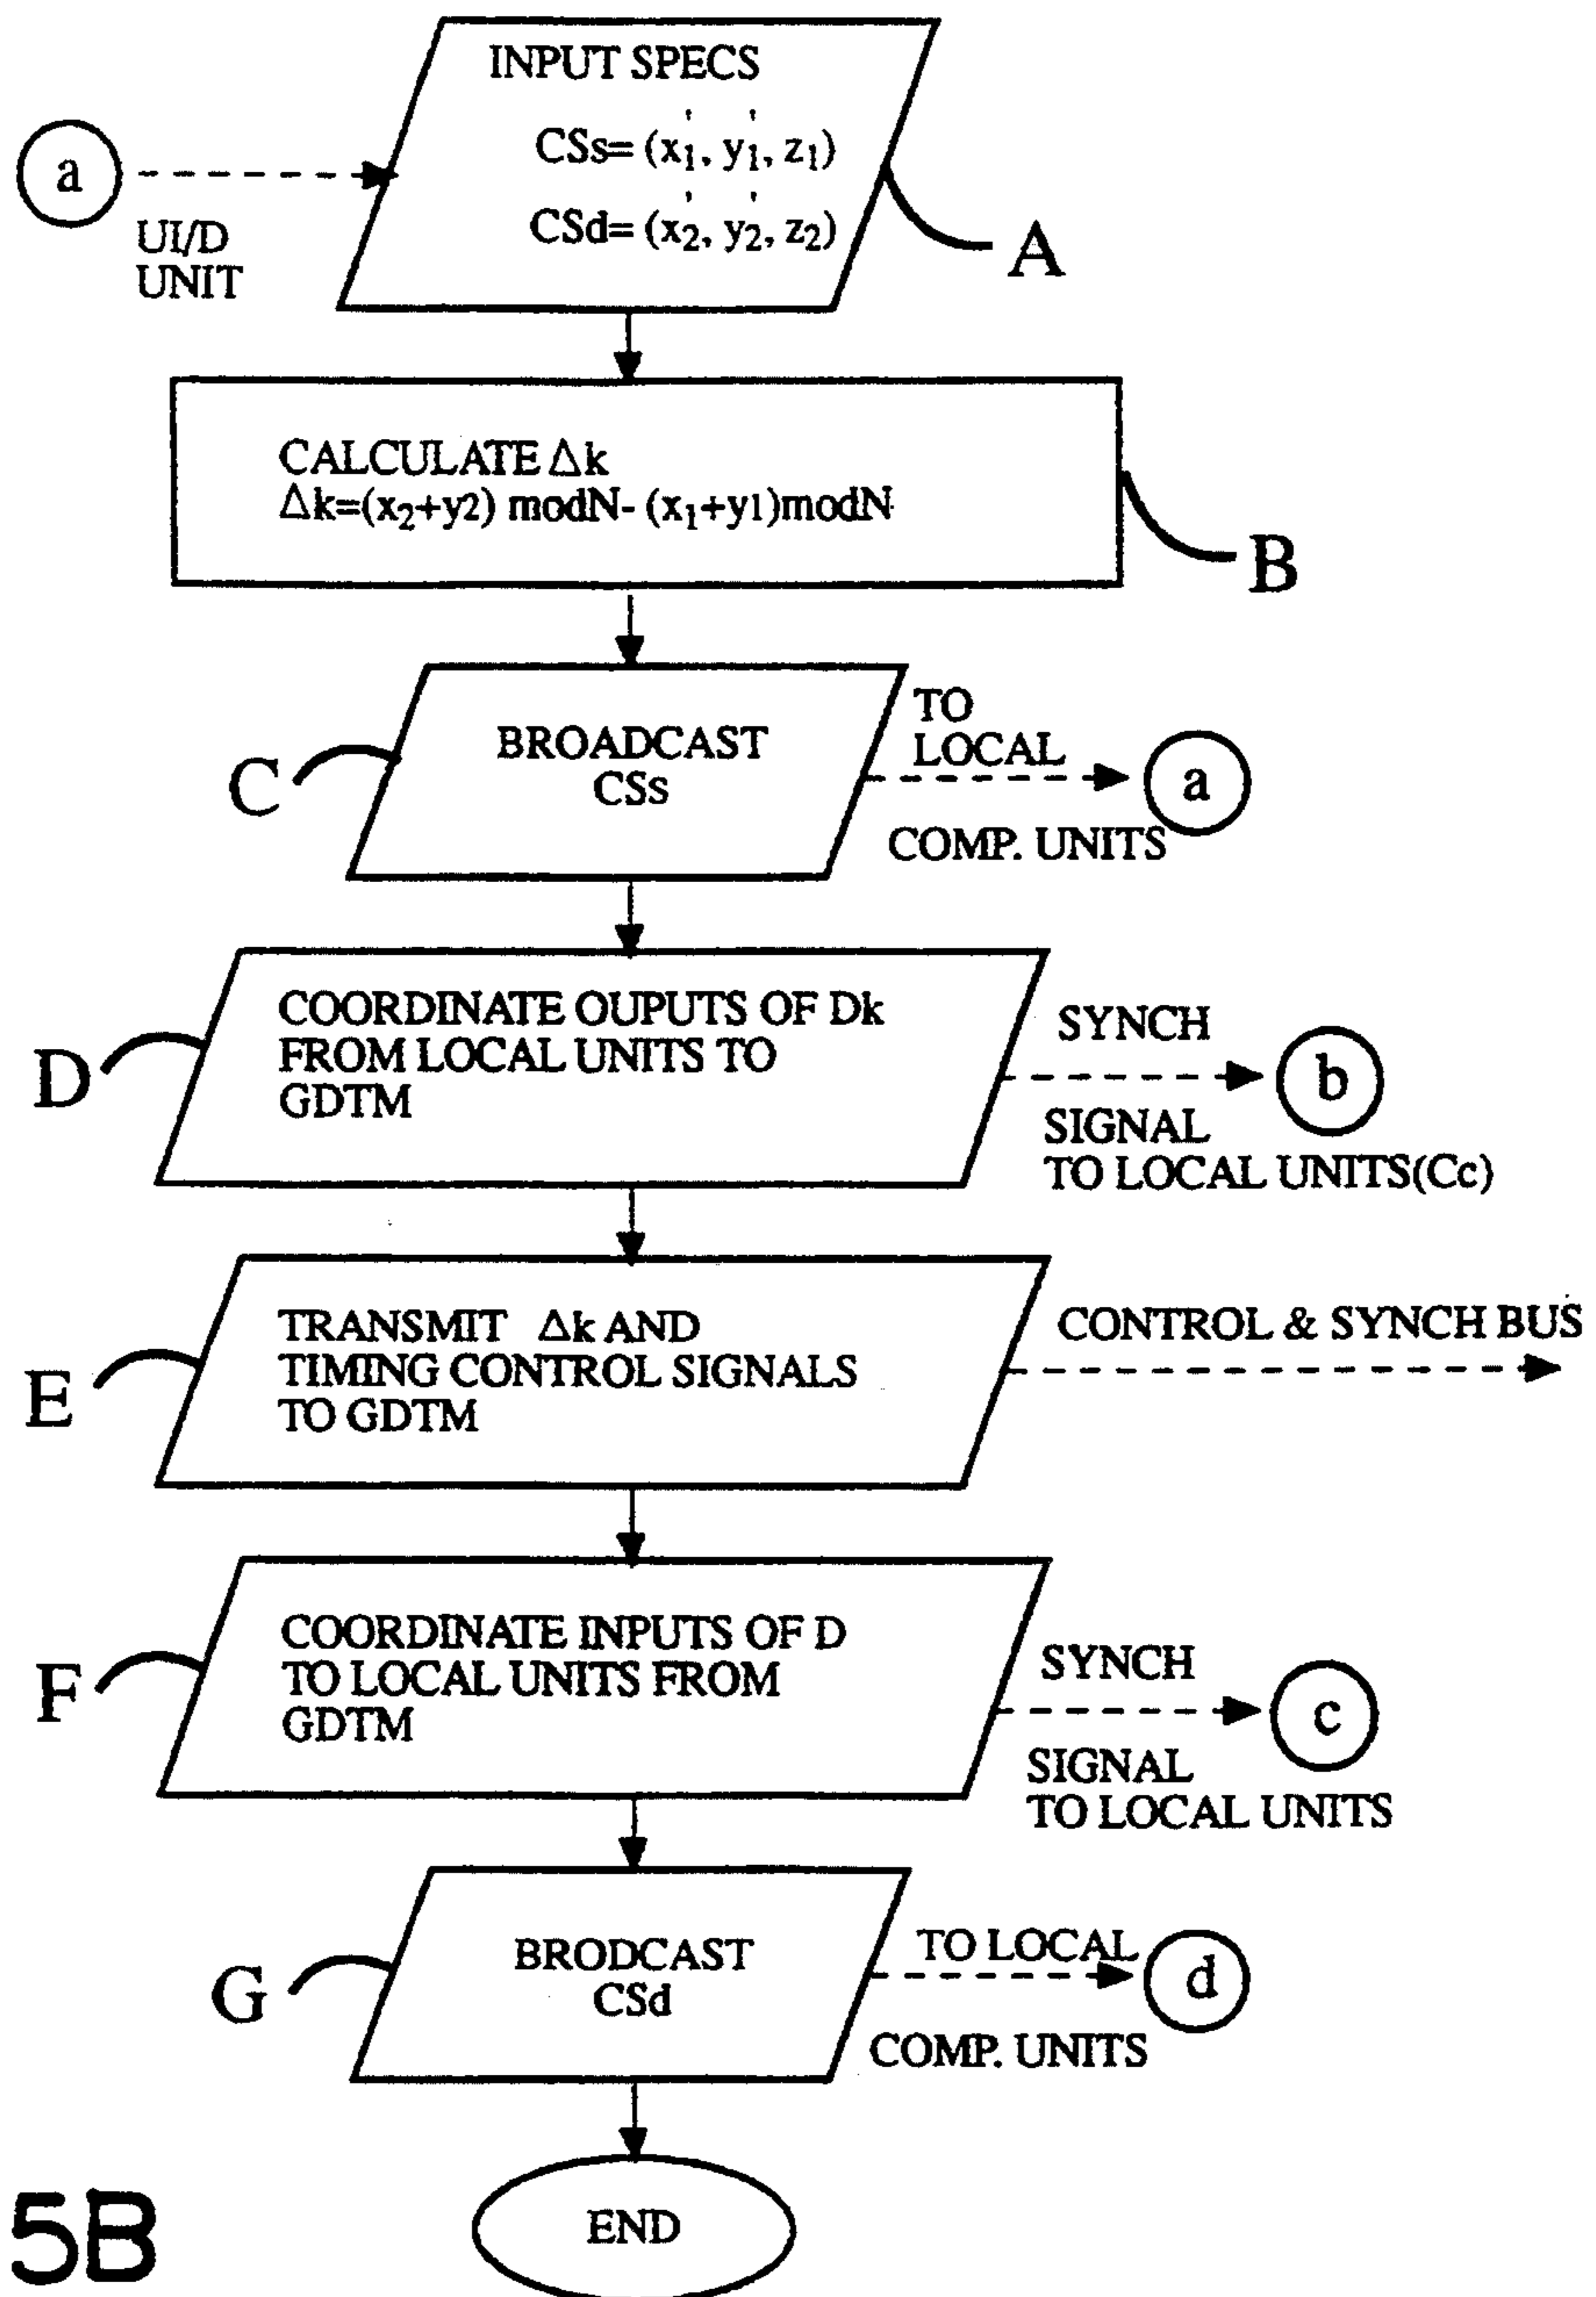 INPUT SPECS
CSs= (x₁', y₁', z₁)
CSd= (x₂', y₂', z₂)
a
UI/D
UNIT
A
CALCULATE Δk
Δk=(x₂+y2) modN- (x₁+y1)modN
B
BROADCAST
CSs
C
TO
LOCAL
a
COMP. UNITS
COORDINATE OUPUTS OF Dk
FROM LOCAL UNITS TO
GDTM
D
SYNCH
b
SIGNAL
TO LOCAL UNITS(Cc)
TRANSMIT Δk AND
TIMING CONTROL SIGNALS
TO GDTM
E
CONTROL & SYNCH BUS
COORDINATE INPUTS OF D
TO LOCAL UNITS FROM
GDTM
F
SYNCH
c
SIGNAL
TO LOCAL UNITS
BRODCAST
CSd
G
TO LOCAL
d
COMP. UNITS
END
5B